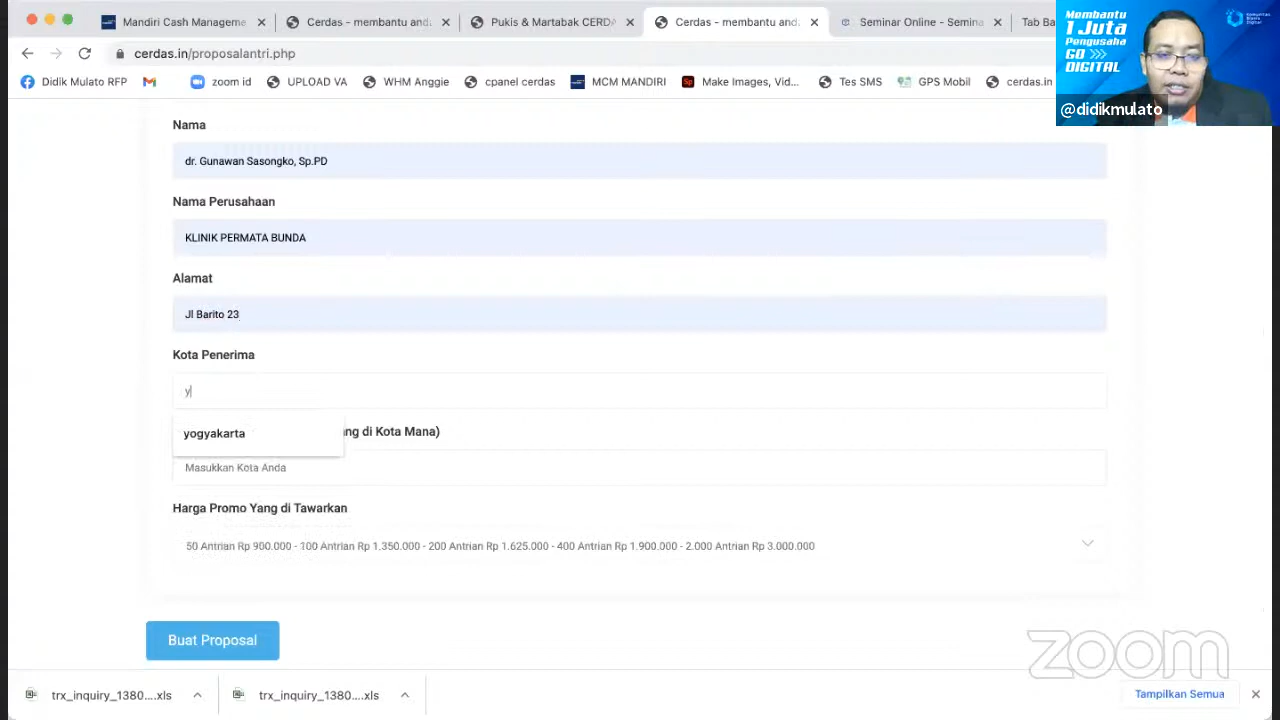 Mandiri Cash Manageme
Cerdas - membantu anda
Pukis & Martabak CERDA
Cerdas - membantu anda
Seminar Online - Semina
Tab Ba
cerdas.in/proposalantri.php
Didik Mulato RFP
zoom id
UPLOAD VA
WHM Anggie
cpanel cerdas
MCM MANDIRI
Make Images, Vid...
Tes SMS
GPS Mobil
cerdas.in
Membantu
1 Juta
Pengusaha
GO >>>
DIGITAL
@didikmulato
Nama
dr. Gunawan Sasongko, Sp.PD
Nama Perusahaan
KLINIK PERMATA BUNDA
Alamat
Jl Barito 23
Kota Penerima
y
yogyakarta
ng di Kota Mana)
Masukkan Kota Anda
Harga Promo Yang di Tawarkan
50 Antrian Rp 900.000 - 100 Antrian Rp 1.350.000 - 200 Antrian Rp 1.625.000 - 400 Antrian Rp 1.900.000 - 2.000 Antrian Rp 3.000.000
Buat Proposal
zoom
trx_inquiry_1380....xls
trx_inquiry_1380....xls
Tampilkan Semua